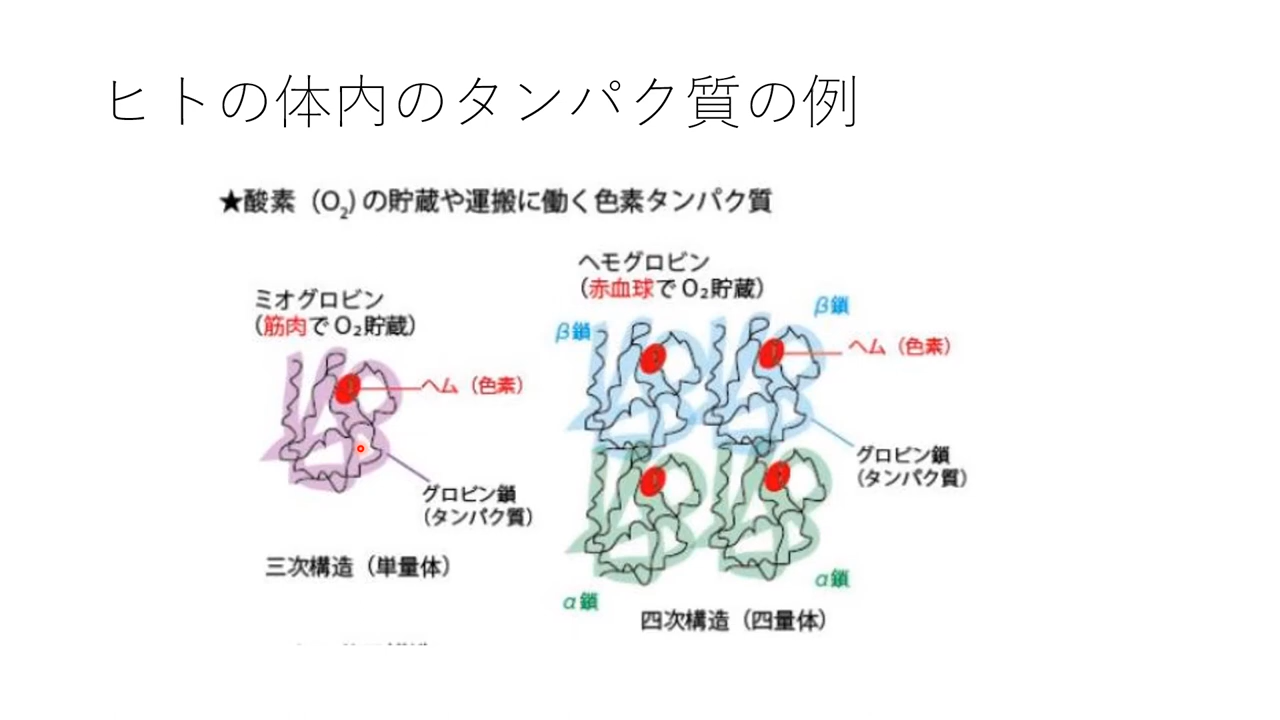 ヒトの体内のタンパク質の例
★酸素（O₂）の貯蔵や運搬に働く色素タンパク質
ミオグロビン
（筋肉でO₂貯蔵）
ヘム（色素）
グロビン鎖
（タンパク質）
三次構造（単量体）
ヘモグロビン
（赤血球でO₂貯蔵）
β鎖
β鎖
ヘム（色素）
グロビン鎖
（タンパク質）
α鎖
α鎖
四次構造（四量体）